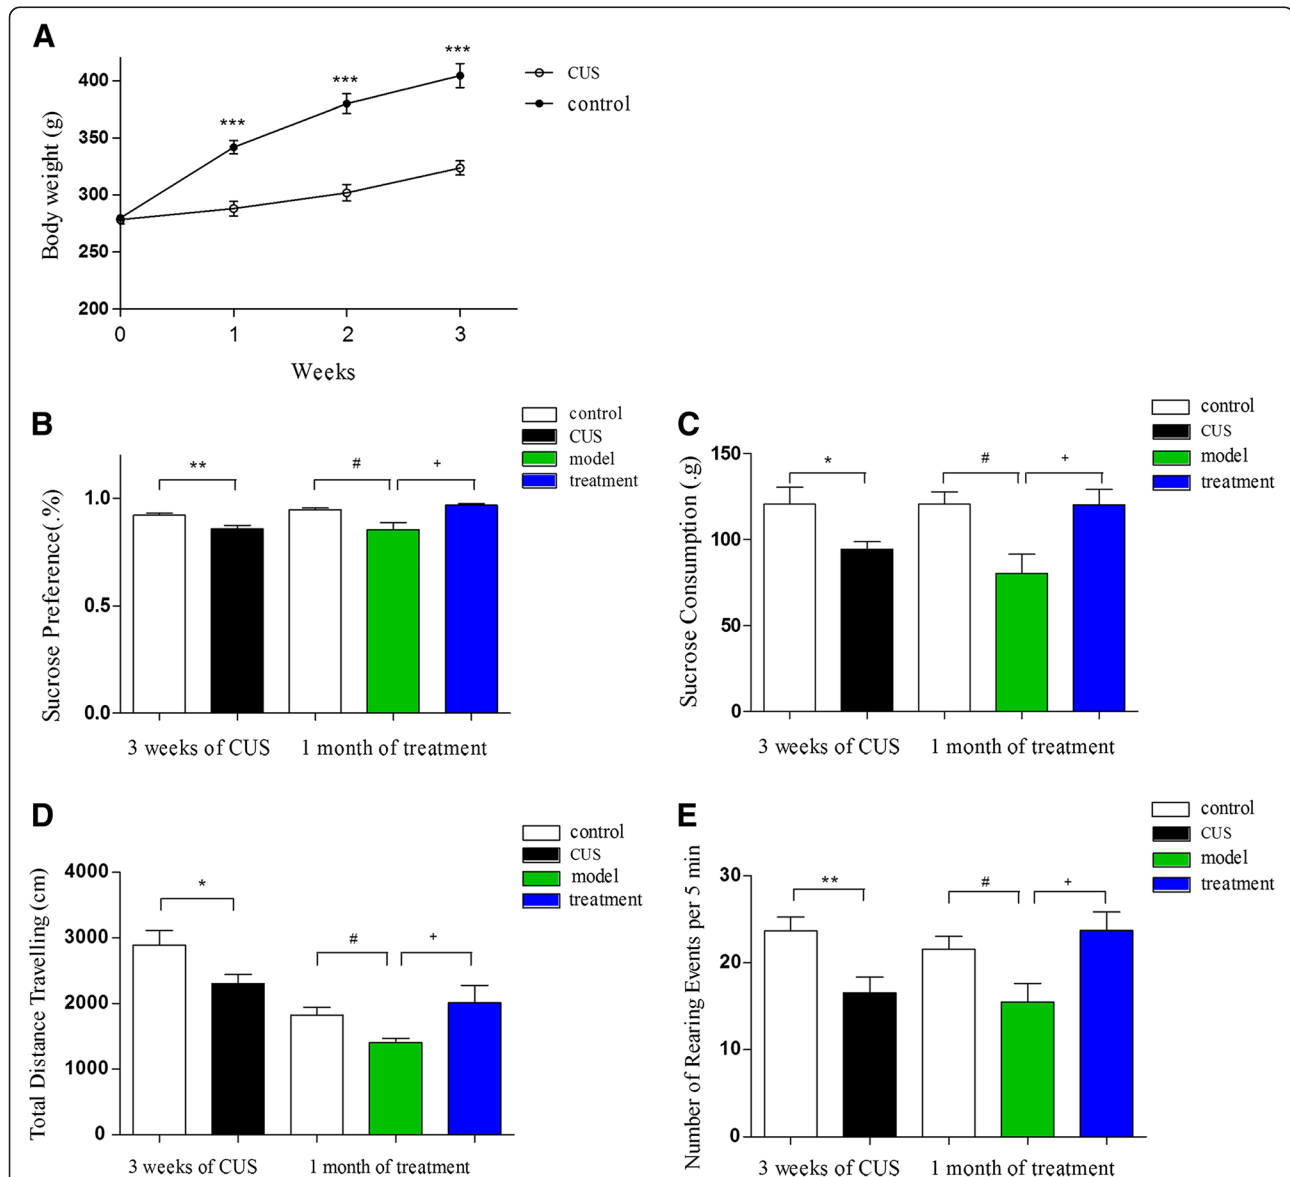 A
***
***
***
CUS
control
400
350
300
250
200
Body weight (g)
0 1 2 3
Weeks
B
control
CUS
model
treatment
** # +
1.0
0.5
0.0
Sucrose Preference(.%)
3 weeks of CUS 1 month of treatment
C
control
CUS
model
treatment
* # +
150
100
50
0
Sucrose Consumption (.g)
3 weeks of CUS 1 month of treatment
D
control
CUS
model
treatment
* # +
4000
3000
2000
1000
0
Total Distance Travelling (cm)
3 weeks of CUS 1 month of treatment
E
control
CUS
model
treatment
** # +
30
20
10
0
Number of Rearing Events per 5 min
3 weeks of CUS 1 month of treatment